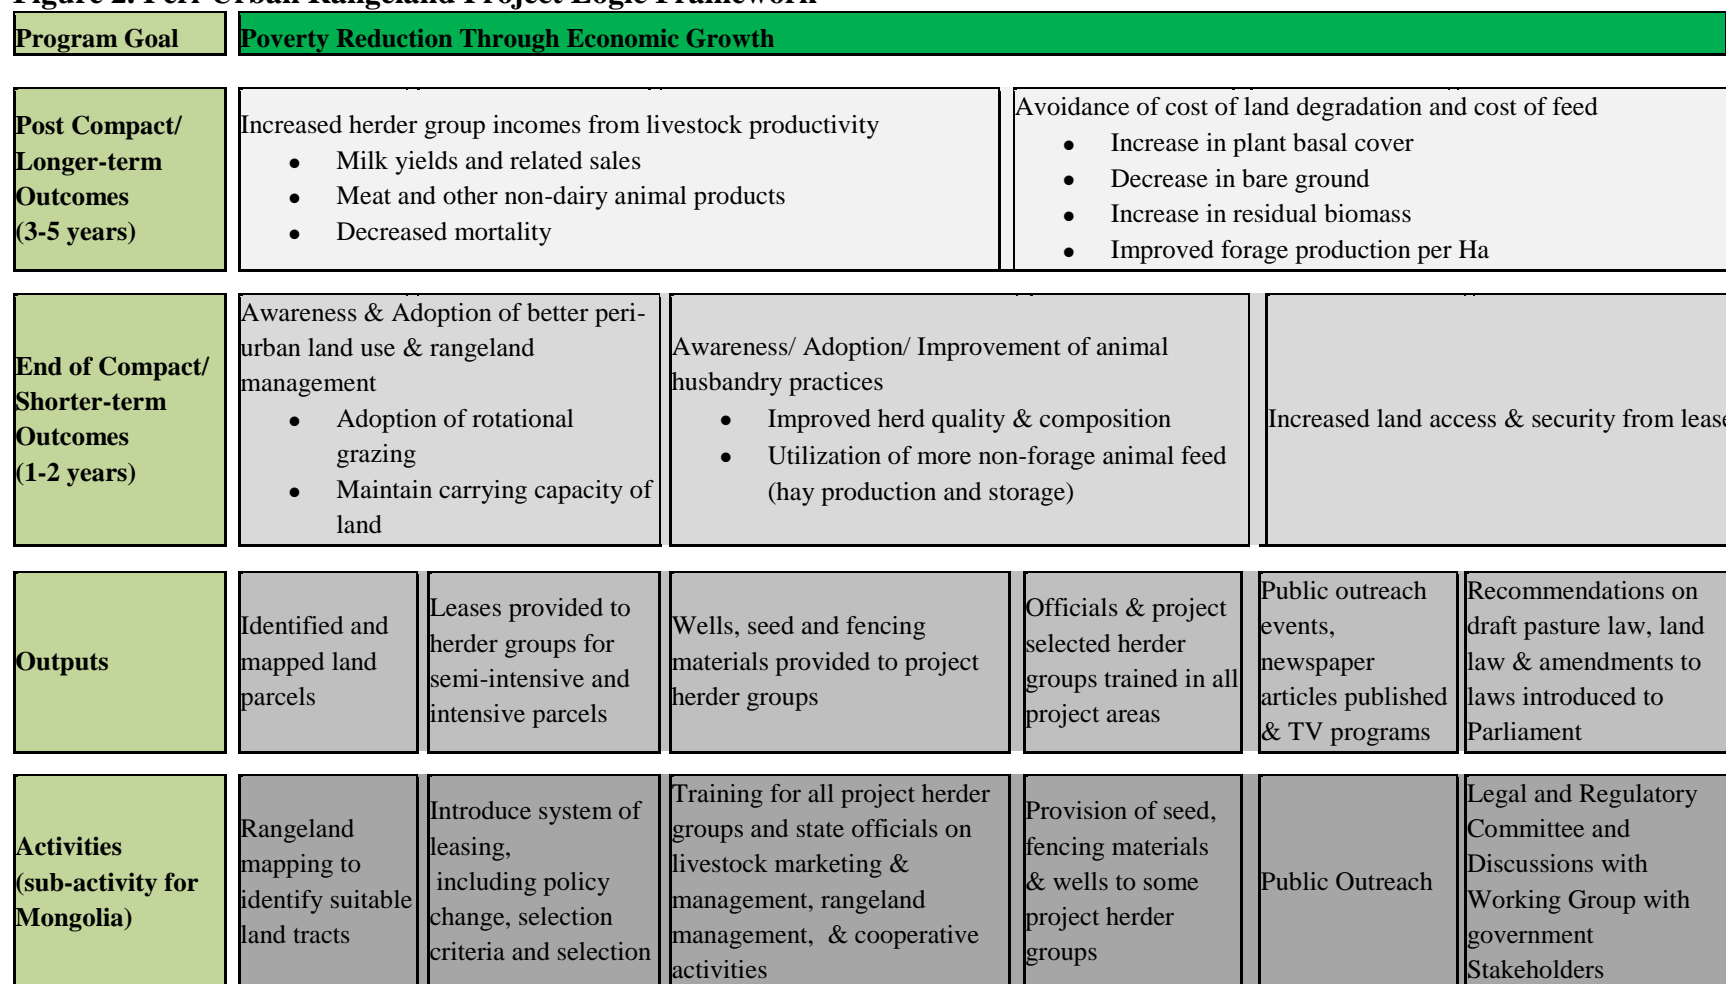 Figure 2. Peri-Urban Rangeland Project Logic Framework
Program Goal
Poverty Reduction Through Economic Growth
Post Compact/
Longer-term
Outcomes
(3-5 years)
Increased herder group incomes from livestock productivity
● Milk yields and related sales
● Meat and other non-dairy animal products
● Decreased mortality
Avoidance of cost of land degradation and cost of feed
● Increase in plant basal cover
● Decrease in bare ground
● Increase in residual biomass
● Improved forage production per Ha
End of Compact/
Shorter-term
Outcomes
(1-2 years)
Awareness & Adoption of better peri-
urban land use & rangeland
management
● Adoption of rotational
grazing
● Maintain carrying capacity of
land
Awareness/ Adoption/ Improvement of animal
husbandry practices
● Improved herd quality & composition
● Utilization of more non-forage animal feed
(hay production and storage)
Increased land access & security from lease
Outputs
Identified and
mapped land
parcels
Leases provided to
herder groups for
semi-intensive and
intensive parcels
Wells, seed and fencing
materials provided to project
herder groups
Officials & project
selected herder
groups trained in all
project areas
Public outreach
events,
newspaper
articles published
& TV programs
Recommendations on
draft pasture law, land
law & amendments to
laws introduced to
Parliament
Activities
(sub-activity for
Mongolia)
Rangeland
mapping to
identify suitable
land tracts
Introduce system of
leasing,
including policy
change, selection
criteria and selection
Training for all project herder
groups and state officials on
livestock marketing &
management, rangeland
management, & cooperative
activities
Provision of seed,
fencing materials
& wells to some
project herder
groups
Public Outreach
Legal and Regulatory
Committee and
Discussions with
Working Group with
government
Stakeholders